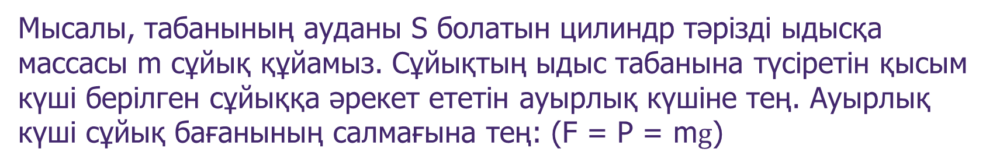 Мысалы, табанының ауданы S болатын цилиндр тәрізді ыдысқа
массасы m сұйық құйамыз. Сұйықтың ыдыс табанына түсіретін қысым
күші берілген сұйыққа әрекет ететін ауырлық күшіне тең. Ауырлық
күші сұйық бағанының салмағына тең: (F = P = mg)